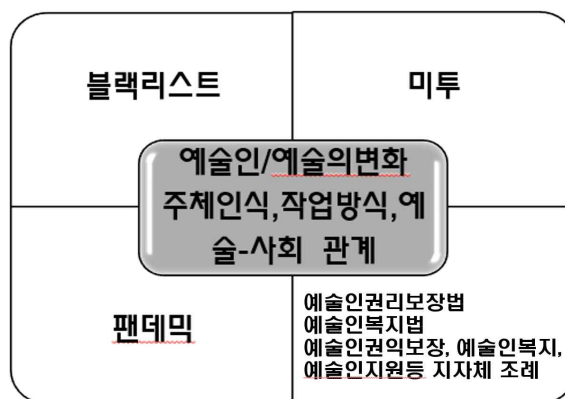 블랙리스트
미투
예술인/예술의변화
주체인식,작업방식,예
술-사회 관계
팬데믹
예술인권리보장법
예술인복지법
예술인권익보장, 예술인복지,
예술인지원등 지자체 조례